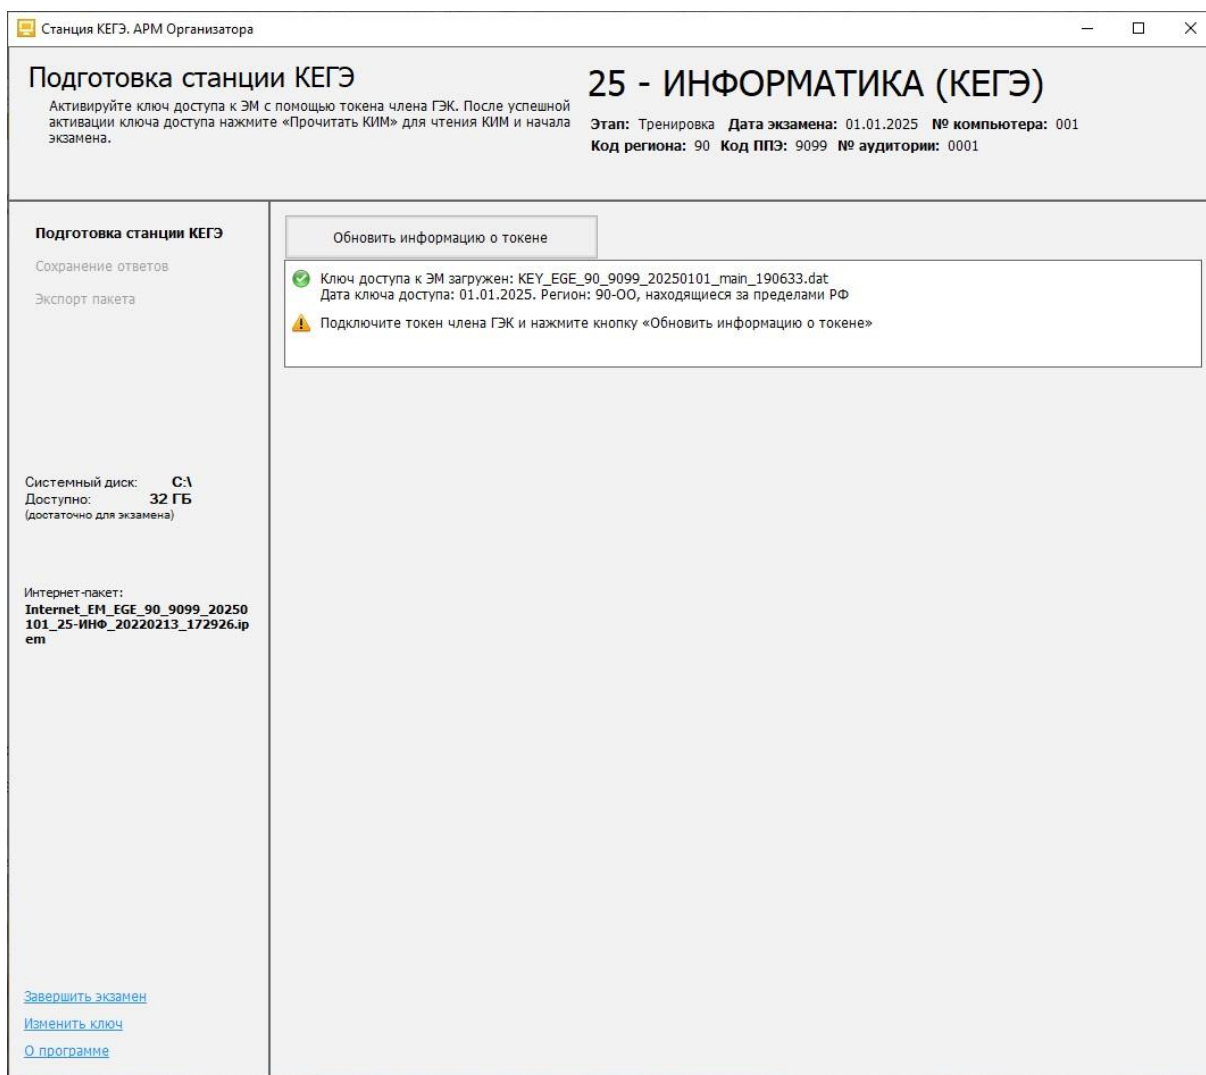 Станция КЕГЭ. АРМ Организатора
Подготовка станции КЕГЭ
Активируйте ключ доступа к ЭМ с помощью токена члена ГЭК. После успешной
активации ключа доступа нажмите «Прочитать КИМ» для чтения КИМ и начала
экзамена.
25 - ИНФОРМАТИКА (КЕГЭ)
Этап: Тренировка Дата экзамена: 01.01.2025 № компьютера: 001
Код региона: 90 Код ППЭ: 9099 № аудитории: 0001
Подготовка станции КЕГЭ
Сохранение ответов
Экспорт пакета
Системный диск: C:\
Доступно: 32 ГБ
(достаточно для экзамена)
Интернет-пакет:
Internet_EM_EGE_90_9099_20250
101_25-ИНФ_20220213_172926.ip
em
Завершить экзамен
Изменить ключ
О программе
Обновить информацию о токене
Ключ доступа к ЭМ загружен: KEY_EGE_90_9099_20250101_main_190633.dat
Дата ключа доступа: 01.01.2025. Регион: 90-ОО, находящиеся за пределами РФ
Подключите токен члена ГЭК и нажмите кнопку «Обновить информацию о токене»